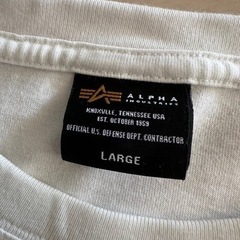 ALPHA
INDUSTRIES
KNOXVILLE, TENNESSEE USA
EST. OCTOBER 1959
OFFICIAL U.S. DEFENSE DEPT. CONTRACTOR
LARGE